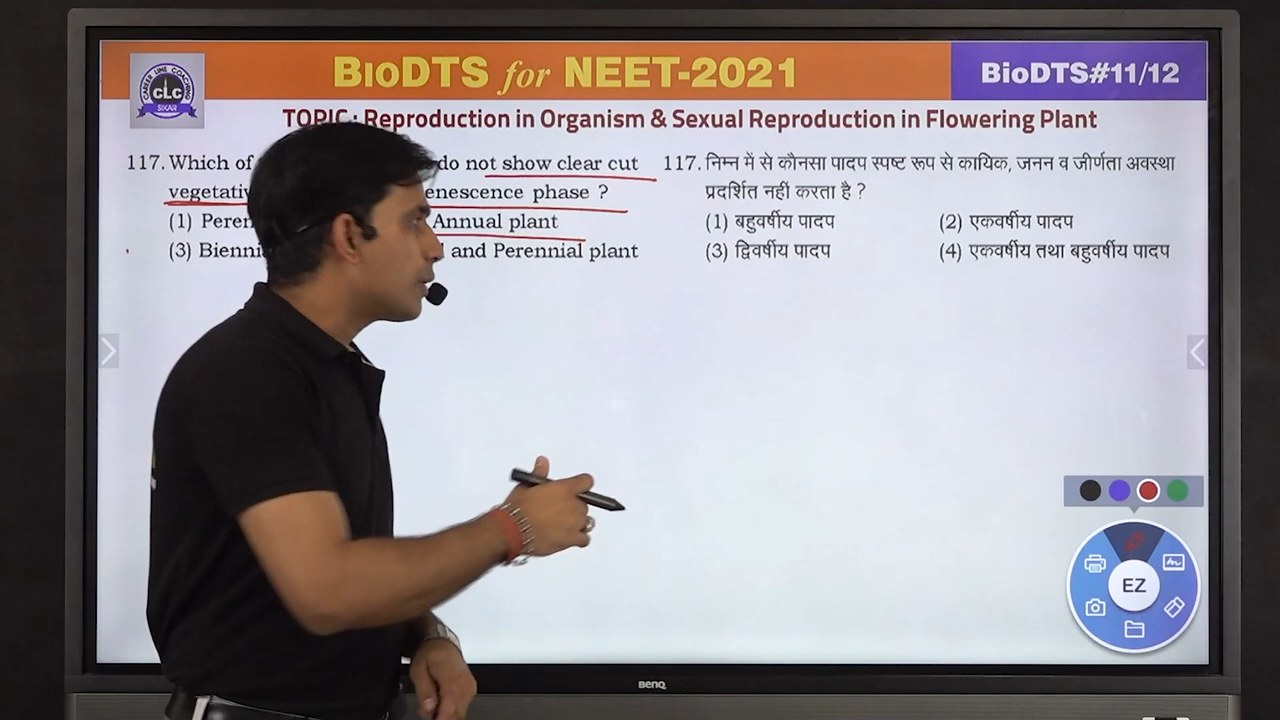 BIODTS for NEET-2021
BioDTS#11/12
CAREER LINE COACHING
CLC
SIKAR
TOPIC: Reproduction in Organism & Sexual Reproduction in Flowering Plant
117. Which of do not show clear cut
enescence phase ?
(1) Annual plant
(3) and Perennial plant
117. निम्न में से कौनसा पादप स्पष्ट रूप से कायिक, जनन व जीर्णता अवस्था
प्रदर्शित नहीं करता है ?
(1) बहुवर्षीय पादप (2) एकवर्षीय पादप
(3) द्विवर्षीय पादप (4) एकवर्षीय तथा बहुवर्षीय पादप
EZ
BenQ